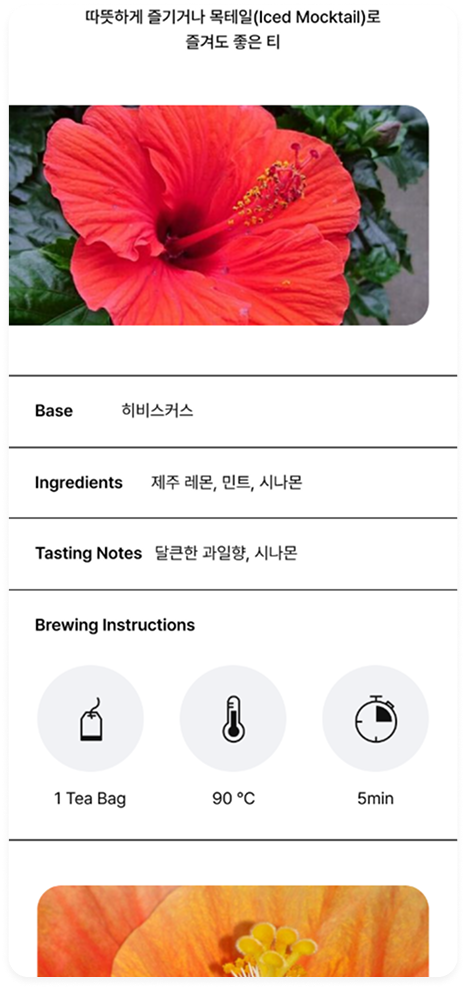 따뜻하게 즐기거나 목테일(Iced Mocktail)로
즐겨도 좋은 티
Base 히비스커스
Ingredients 제주 레몬, 민트, 시나몬
Tasting Notes 달큰한 과일향, 시나몬
Brewing Instructions
1 Tea Bag 90 °C 5min